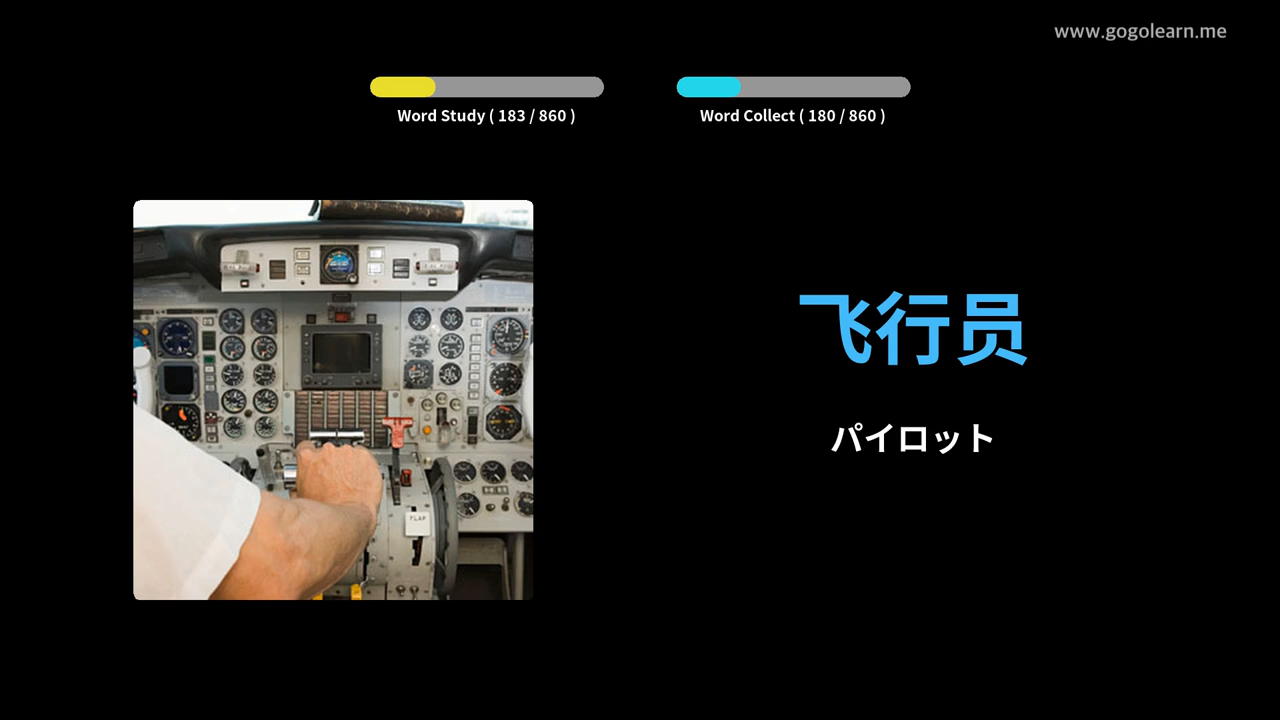 www.gogolearn.me
Word Study ( 183 / 860 )
Word Collect ( 180 / 860 )
飞行员
パイロット
FLAP